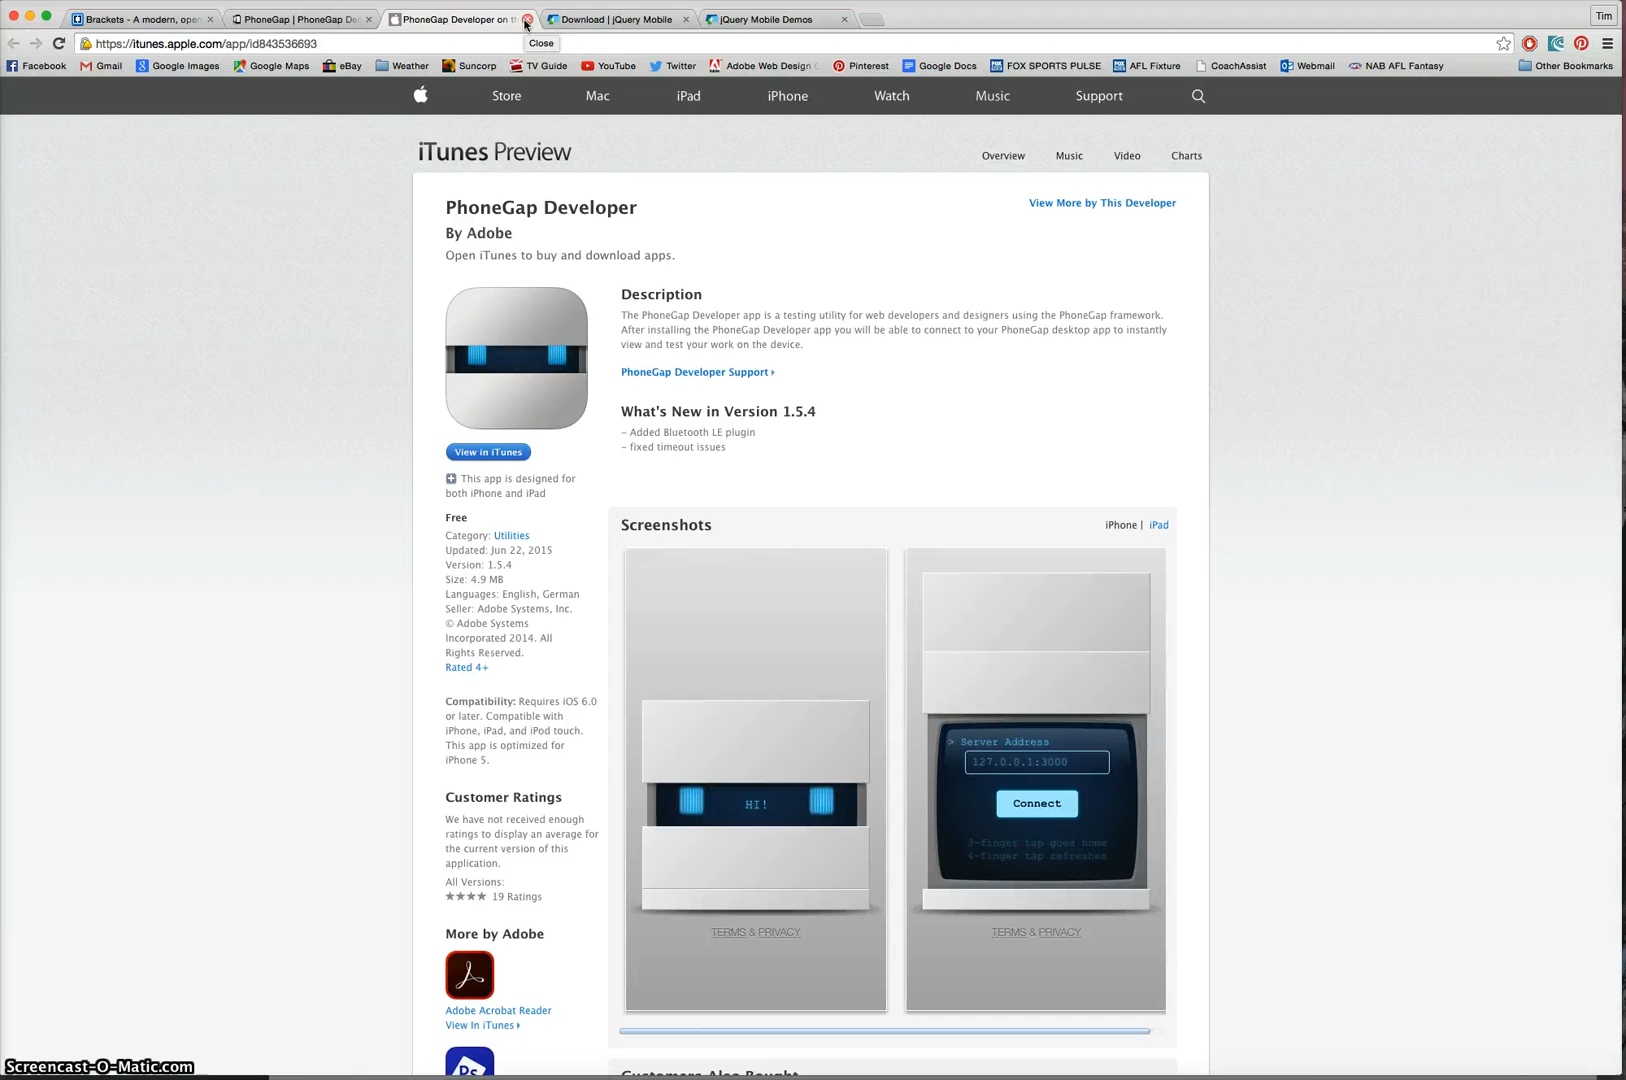 Brackets - A modern, open
PhoneGap | PhoneGap Des
PhoneGap Developer on th
Download | jQuery Mobile
jQuery Mobile Demos
Tim
https://itunes.apple.com/app/id843536693
Close
Facebook
Gmail
Google Images
Google Maps
eBay
Weather
Suncorp
TV Guide
YouTube
Twitter
Adobe Web Design
Pinterest
Google Docs
FOX SPORTS PULSE
AFL Fixture
CoachAssist
Webmail
NAB AFL Fantasy
Other Bookmarks
Store
Mac
iPad
iPhone
Watch
Music
Support
iTunes Preview
Overview
Music
Video
Charts
PhoneGap Developer
View More by This Developer
By Adobe
Open iTunes to buy and download apps.
Description
The PhoneGap Developer app is a testing utility for web developers and designers using the PhoneGap framework.
After installing the PhoneGap Developer app you will be able to connect to your PhoneGap desktop app to instantly
view and test your work on the device.
PhoneGap Developer Support
What's New in Version 1.5.4
- Added Bluetooth LE plugin
- fixed timeout issues
View in iTunes
This app is designed for
both iPhone and iPad
Free
Category: Utilities
Updated: Jun 22, 2015
Version: 1.5.4
Size: 4.9 MB
Languages: English, German
Seller: Adobe Systems, Inc.
© Adobe Systems
Incorporated 2014. All
Rights Reserved.
Rated 4+
Compatibility: Requires iOS 6.0
or later. Compatible with
iPhone, iPad, and iPod touch.
This app is optimized for
iPhone 5.
Customer Ratings
We have not received enough
ratings to display an average for
the current version of this
application.
All Versions:
★★★★ 19 Ratings
More by Adobe
Adobe Acrobat Reader
View In iTunes
Ps
Screenshots
iPhone | iPad
HI!
TERMS & PRIVACY
> Server Address
127.0.0.1:3000
Connect
3-finger tap goes home
4-finger tap refreshes
TERMS & PRIVACY
Customers Also Bought
Screencast-O-Matic.com